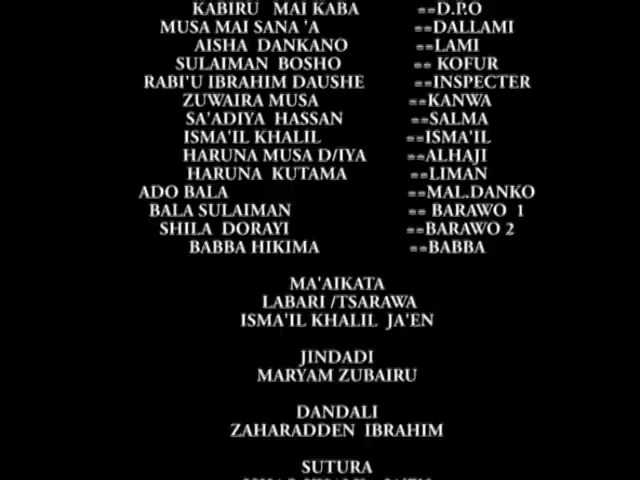 KABIRU MAI KABA ==D.P.O
MUSA MAI SANA 'A ==DALLAMI
AISHA DANKANO ==LAMI
SULAIMAN BOSHO == KOFUR
RABI'U IBRAHIM DAUSHE ==INSPECTER
ZUWAIRA MUSA ==KANWA
SA'ADIYA HASSAN ==SALMA
ISMA'IL KHALIL ==ISMA'IL
HARUNA MUSA D/IYA ==ALHAJI
HARUNA KUTAMA ==LIMAN
ADO BALA ==MAL.DANKO
BALA SULAIMAN == BARAWO 1
SHILA DORAYI ==BARAWO 2
BABBA HIKIMA ==BABBA
MA'AIKATA
LABARI /TSARAWA
ISMA'IL KHALIL JA'EN
JINDADI
MARYAM ZUBAIRU
DANDALI
ZAHARADDEN IBRAHIM
SUTURA